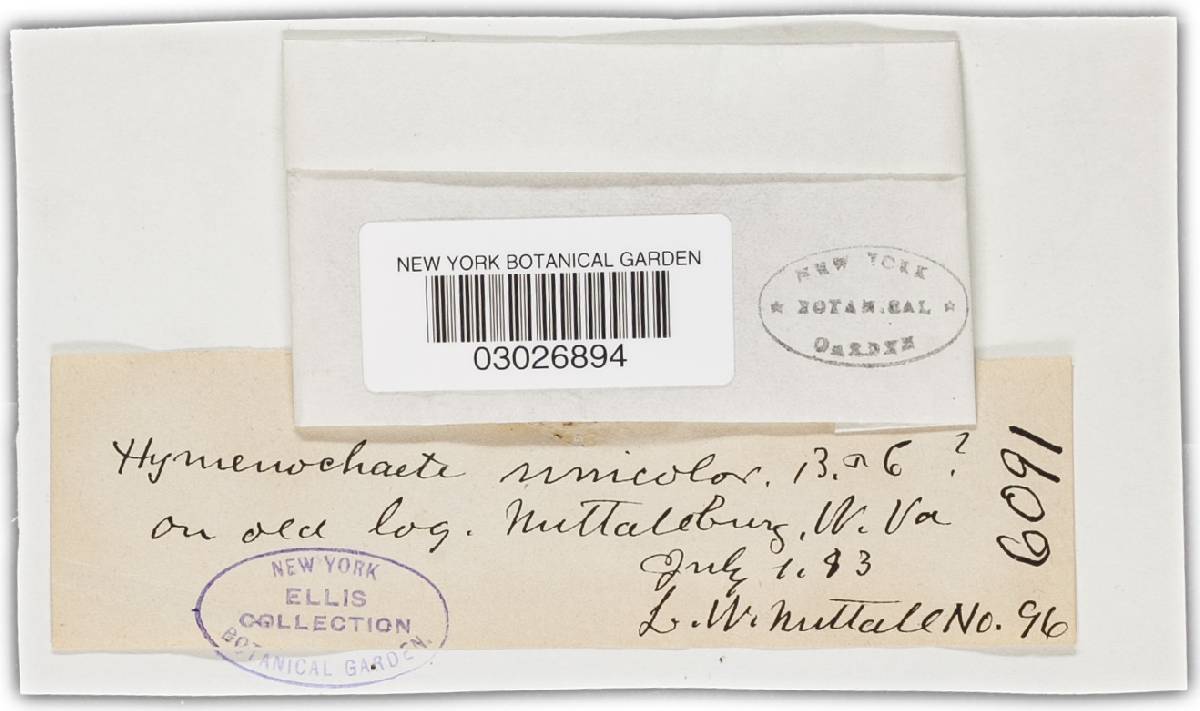 NEW YORK BOTANICAL GARDEN
03026894
NEW YORK
BOTANICAL
GARDEN
Hymenochaete unicolor. B. & C ?
on old log. Nuttalburg, W. Va
July 1. 93
L. W. Nuttall No. 96
6091
NEW YORK
ELLIS
COLLECTION
BOTANICAL GARDEN.